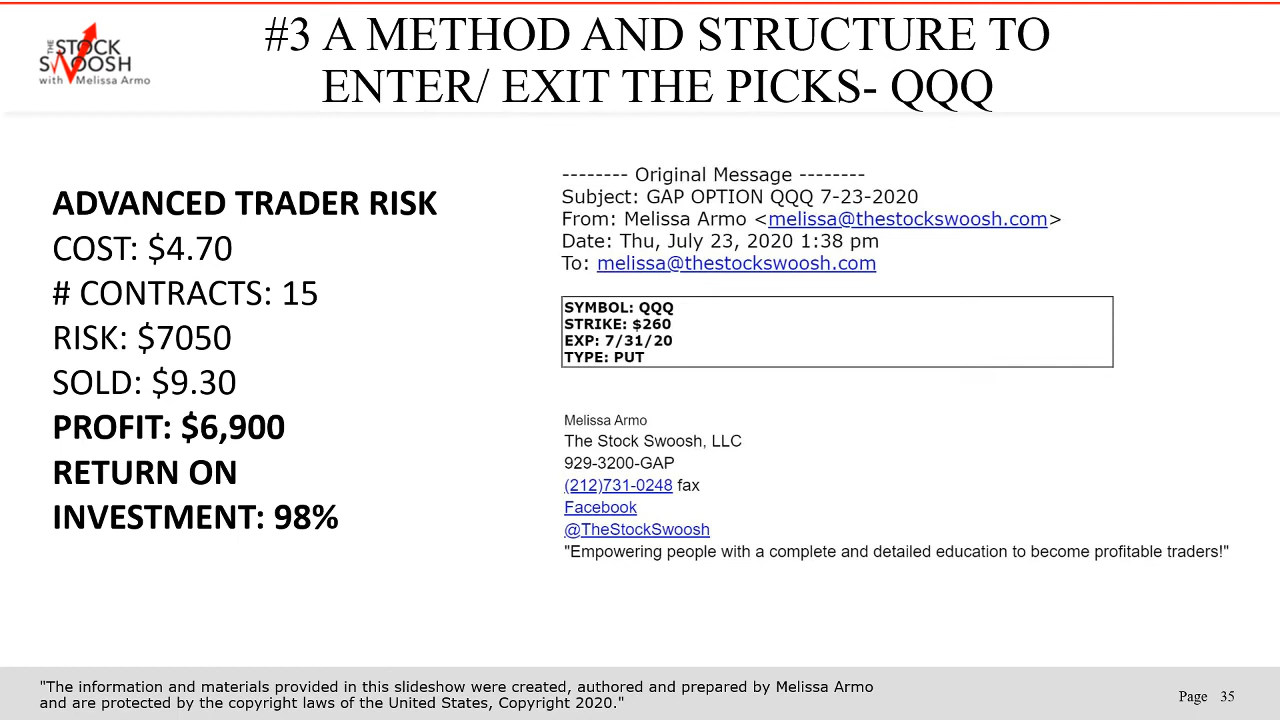 THE STOCK
SWOOSH
with Melissa Armo
#3 A METHOD AND STRUCTURE TO
ENTER/ EXIT THE PICKS- QQQ
ADVANCED TRADER RISK
COST: $4.70
# CONTRACTS: 15
RISK: $7050
SOLD: $9.30
PROFIT: $6,900
RETURN ON
INVESTMENT: 98%
-------- Original Message --------
Subject: GAP OPTION QQQ 7-23-2020
From: Melissa Armo <melissa@thestockswoosh.com>
Date: Thu, July 23, 2020 1:38 pm
To: melissa@thestockswoosh.com
SYMBOL: QQQ
STRIKE: $260
EXP: 7/31/20
TYPE: PUT
Melissa Armo
The Stock Swoosh, LLC
929-3200-GAP
(212)731-0248 fax
Facebook
@TheStockSwoosh
"Empowering people with a complete and detailed education to become profitable traders!"
"The information and materials provided in this slideshow were created, authored and prepared by Melissa Armo
and are protected by the copyright laws of the United States, Copyright 2020."
Page 35